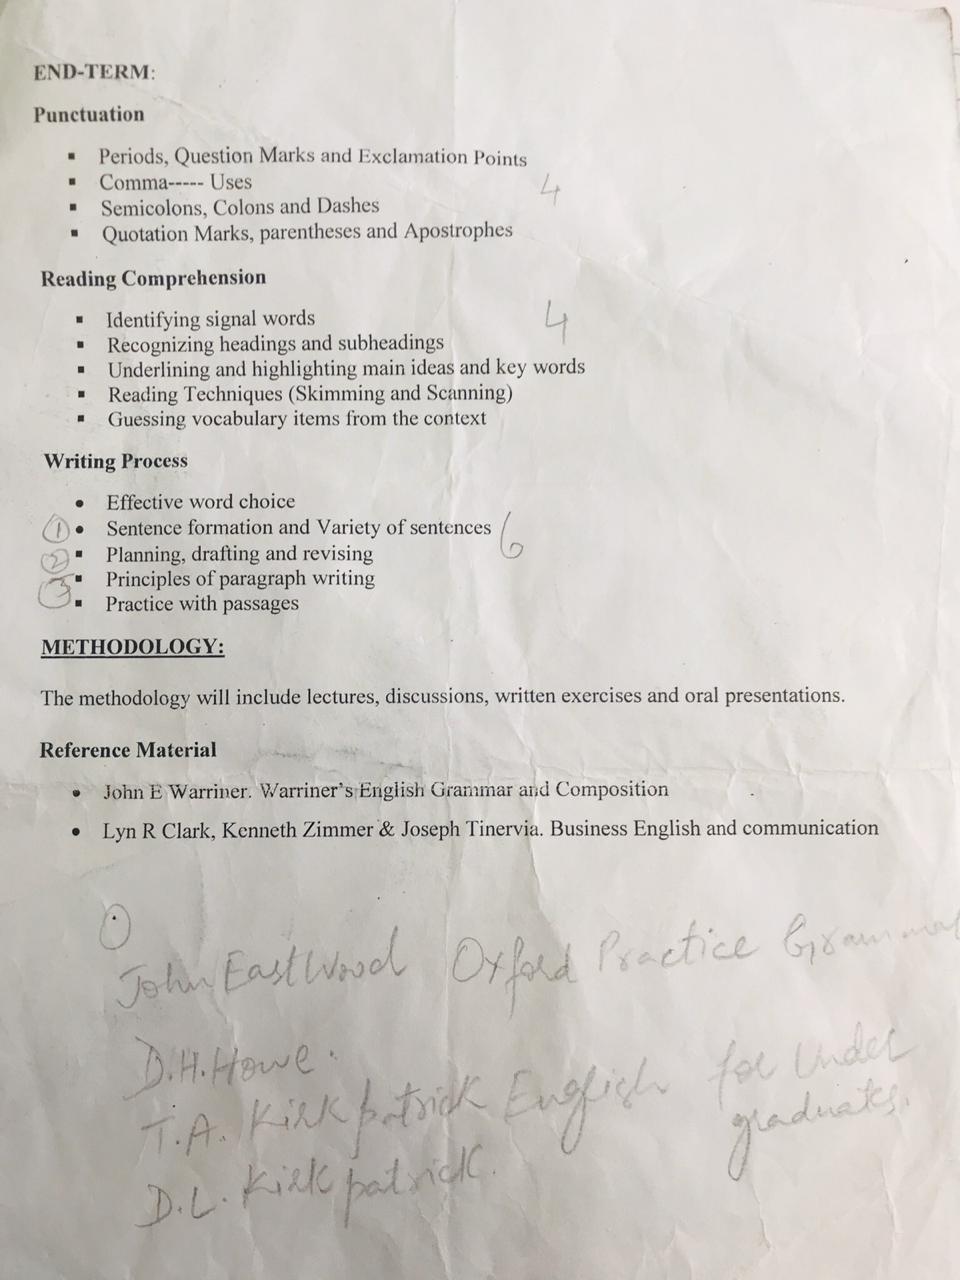 END-TERM:
Punctuation
▪ Periods, Question Marks and Exclamation Points
▪ Comma----- Uses
4
▪ Semicolons, Colons and Dashes
▪ Quotation Marks, parentheses and Apostrophes
Reading Comprehension
▪ Identifying signal words
4
▪ Recognizing headings and subheadings
▪ Underlining and highlighting main ideas and key words
▪ Reading Techniques (Skimming and Scanning)
▪ Guessing vocabulary items from the context
Writing Process
• Effective word choice
① • Sentence formation and Variety of sentences
6
② ▪ Planning, drafting and revising
③ ▪ Principles of paragraph writing
▪ Practice with passages
METHODOLOGY:
The methodology will include lectures, discussions, written exercises and oral presentations.
Reference Material
• John E Warriner. Warriner's English Grammar and Composition
• Lyn R Clark, Kenneth Zimmer & Joseph Tinervia. Business English and communication
John EastWood Oxford Practice Grammar
D.H.Howe.
T.A. Kirkpatrick English for Under
graduates.
D.L. Kirkpatrick.